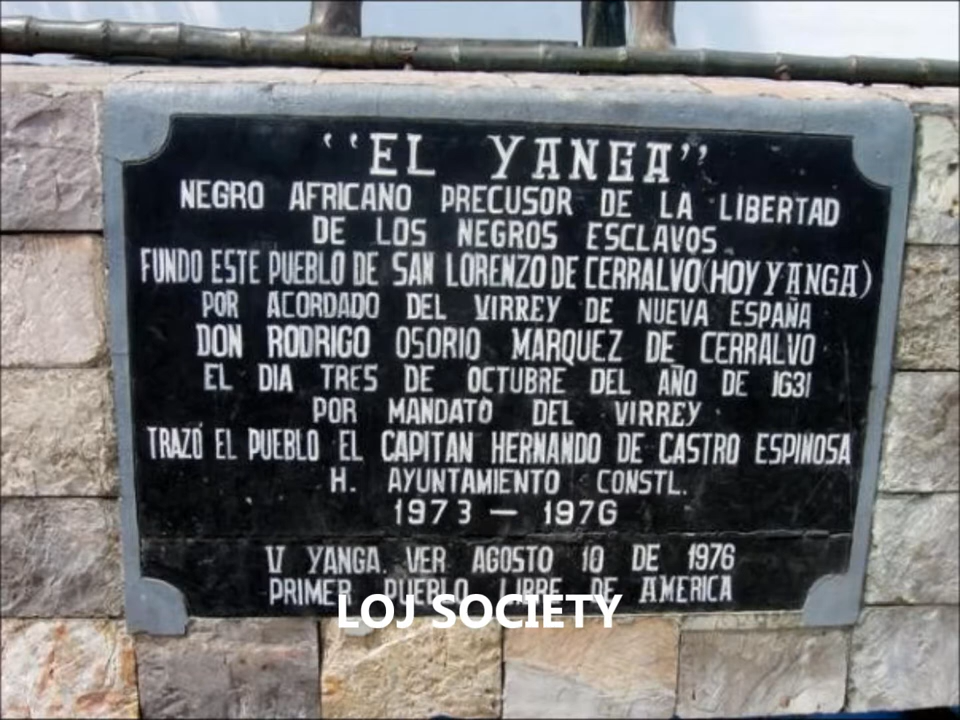 "EL YANGA"
NEGRO AFRICANO PRECUSOR DE LA LIBERTAD
DE LOS NEGROS ESCLAVOS
FUNDO ESTE PUEBLO DE SAN LORENZO DE CERRALVO (HOY YANGA)
POR ACORDADO DEL VIRREY DE NUEVA ESPAÑA
DON RODRIGO OSORIO MARQUEZ DE CERRALVO
EL DIA TRES DE OCTUBRE DEL AÑO DE 1631
POR MANDATO DEL VIRREY
TRAZÓ EL PUEBLO EL CAPITAN HERNANDO DE CASTRO ESPINOSA
H. AYUNTAMIENTO CONSTL.
1973 — 1976
V YANGA. VER AGOSTO 10 DE 1976
PRIMER PUEBLO LIBRE DE AMERICA
LOJ SOCIETY